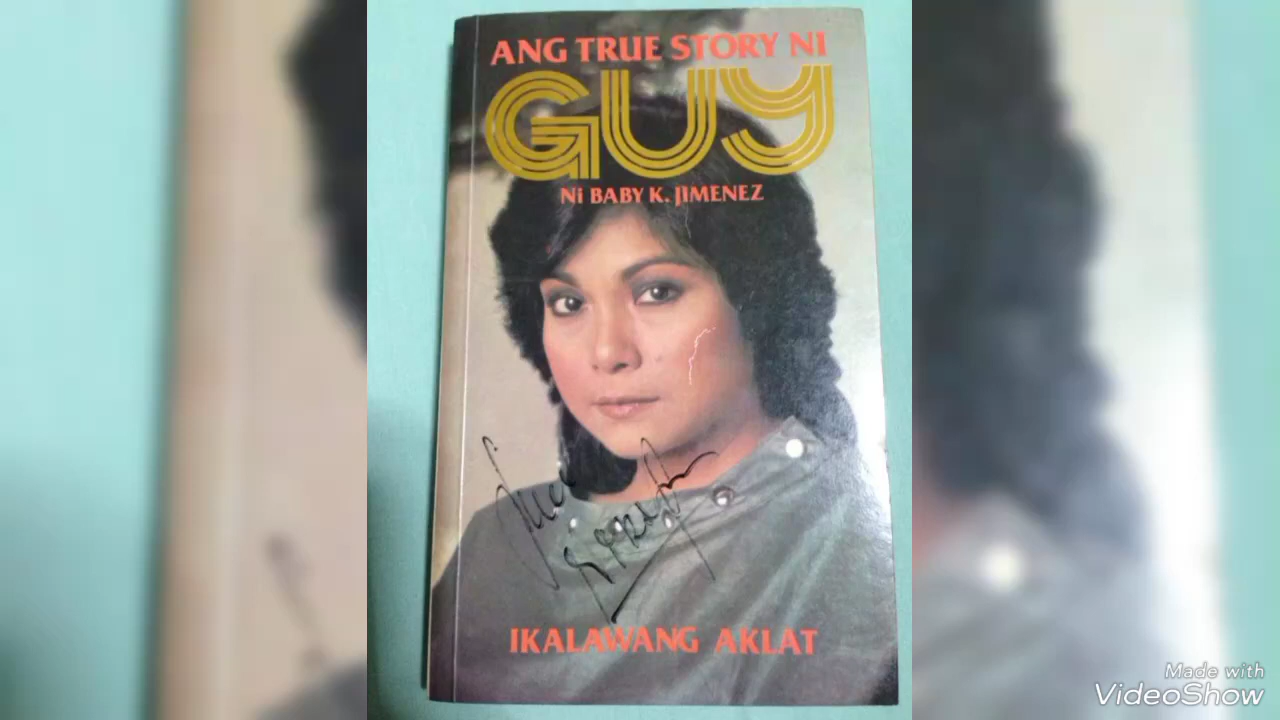 ANG TRUE STORY NI
GUY
Ni BABY K. JIMENEZ
IKALAWANG AKLAT
Made with
VideoShow